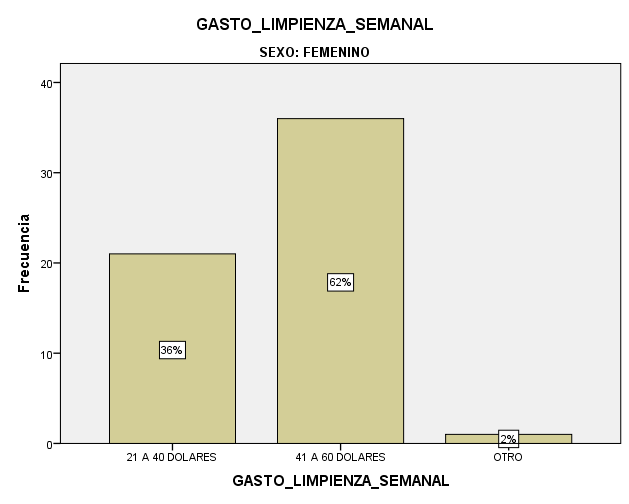 GASTO_LIMPIENZA_SEMANAL
SEXO: FEMENINO
40
30
20
10
0
Frecuencia
36%
62%
2%
21 A 40 DOLARES
41 A 60 DOLARES
OTRO
GASTO_LIMPIENZA_SEMANAL